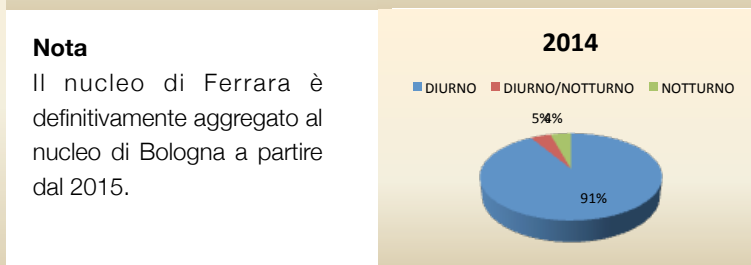 Nota
Il nucleo di Ferrara è
definitivamente aggregato al
nucleo di Bologna a partire
dal 2015.
2014
DIURNO DIURNO/NOTTURNO NOTTURNO
5% 4%
91%